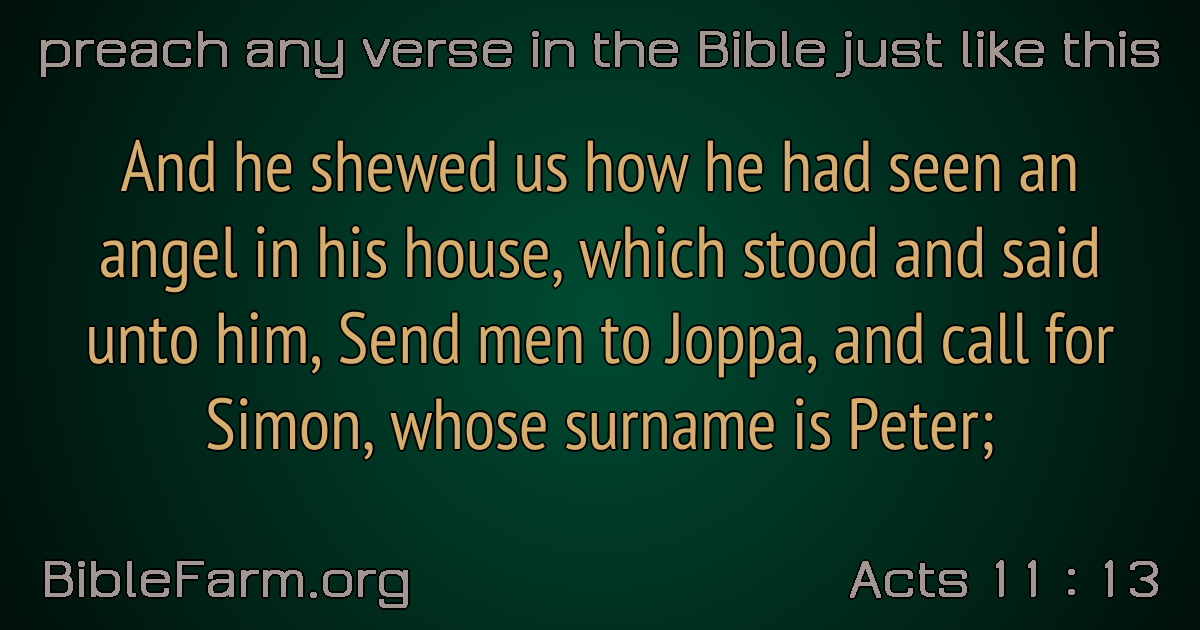 preach any verse in the Bible just like this
And he shewed us how he had seen an
angel in his house, which stood and said
unto him, Send men to Joppa, and call for
Simon, whose surname is Peter;
BibleFarm.org
Acts 11 : 13